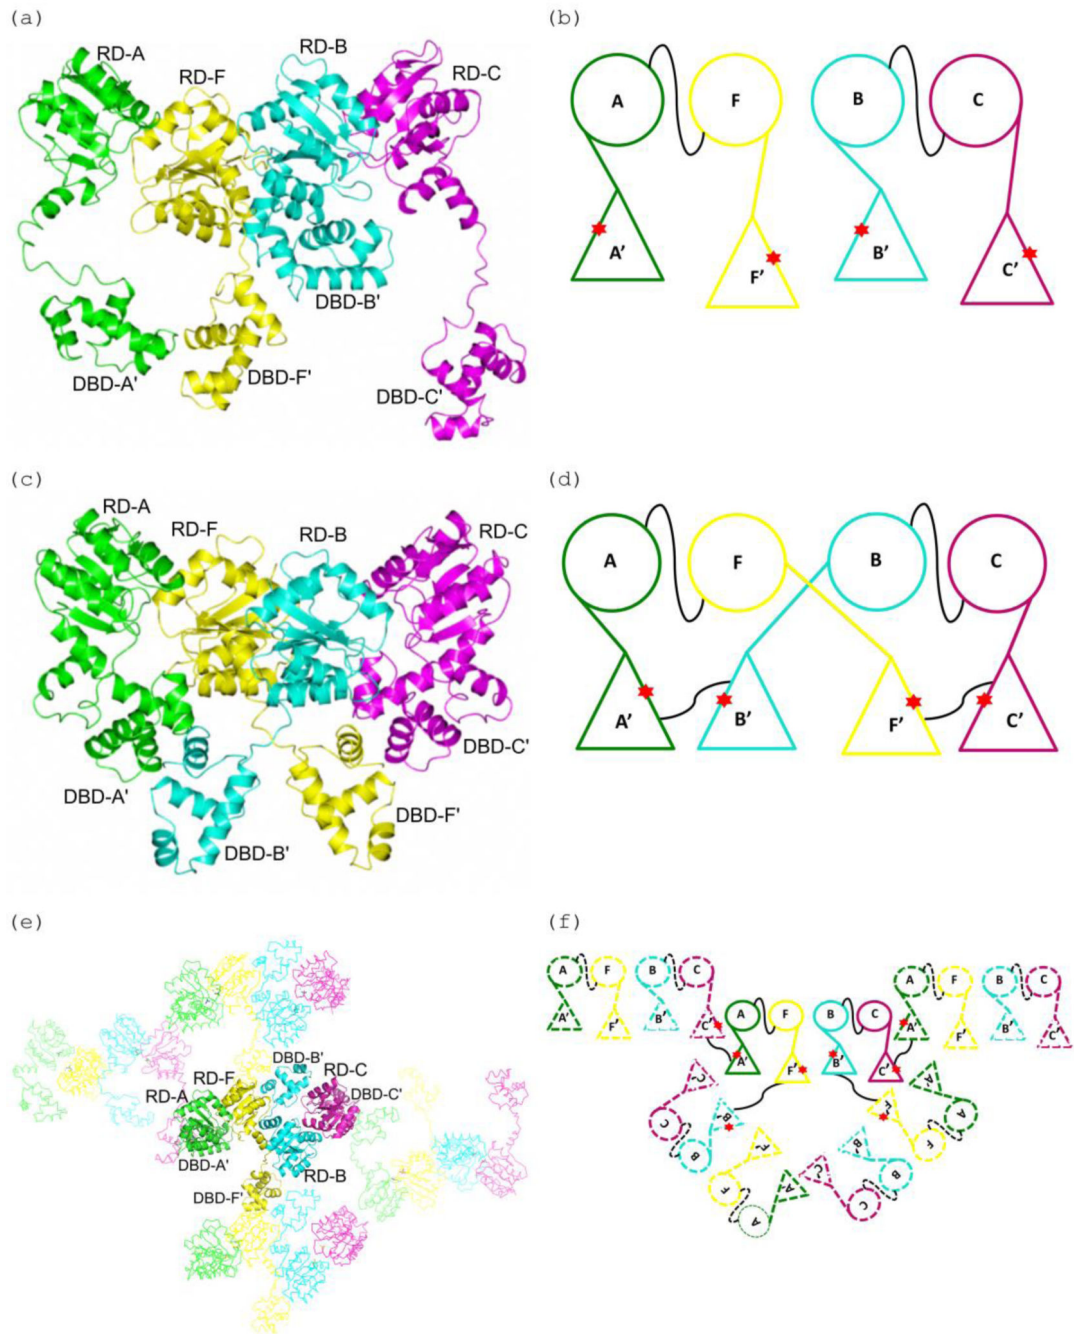 (a)
(b)
RD-A
RD-F
RD-B
RD-C
DBD-A'
DBD-F'
DBD-B'
DBD-C'
A
F
B
C
A'
F'
B'
C'
(c)
(d)
RD-A
RD-F
RD-B
RD-C
DBD-A'
DBD-B'
DBD-F'
DBD-C'
A
F
B
C
A'
B'
F'
C'
(e)
(f)
DBD-B'
RD-F
RD-C
RD-A
DBD-C'
DBD-A'
RD-B
DBD-F'
A F B C
A' F' B' C'
A F B C
A' F' B' C'
A F B C
A' F' B' C'
C' B' F' A'
C B F A
A' F' B' C'
A F B C